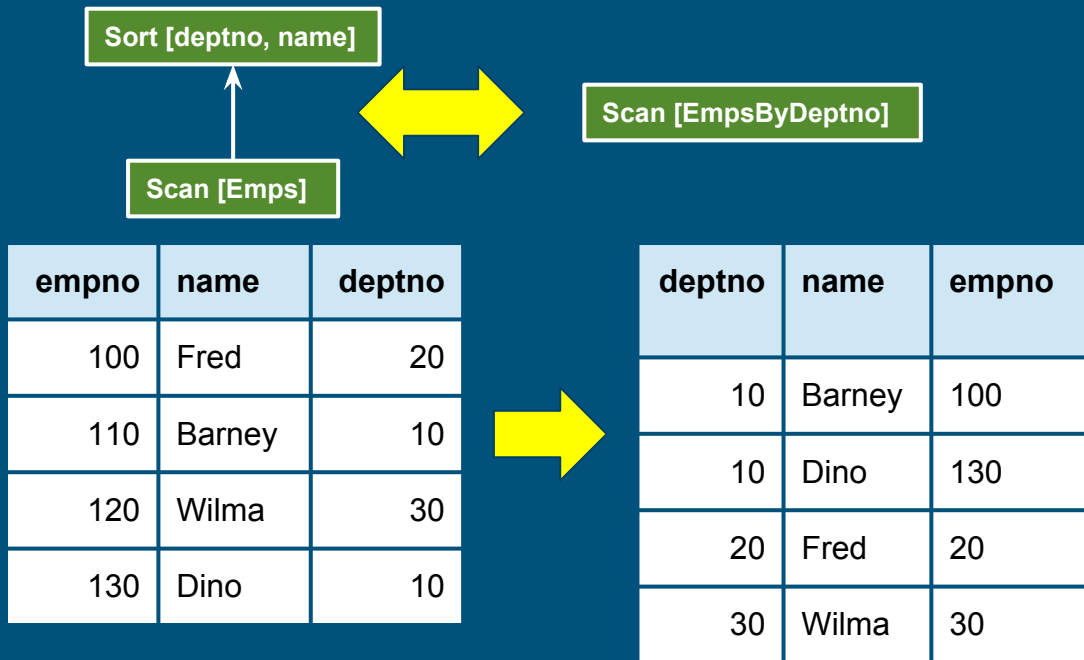 Sort [deptno, name]
Scan [EmpsByDeptno]
Scan [Emps]
empno name deptno
100 Fred 20
110 Barney 10
120 Wilma 30
130 Dino 10
deptno name empno
10 Barney 100
10 Dino 130
20 Fred 20
30 Wilma 30